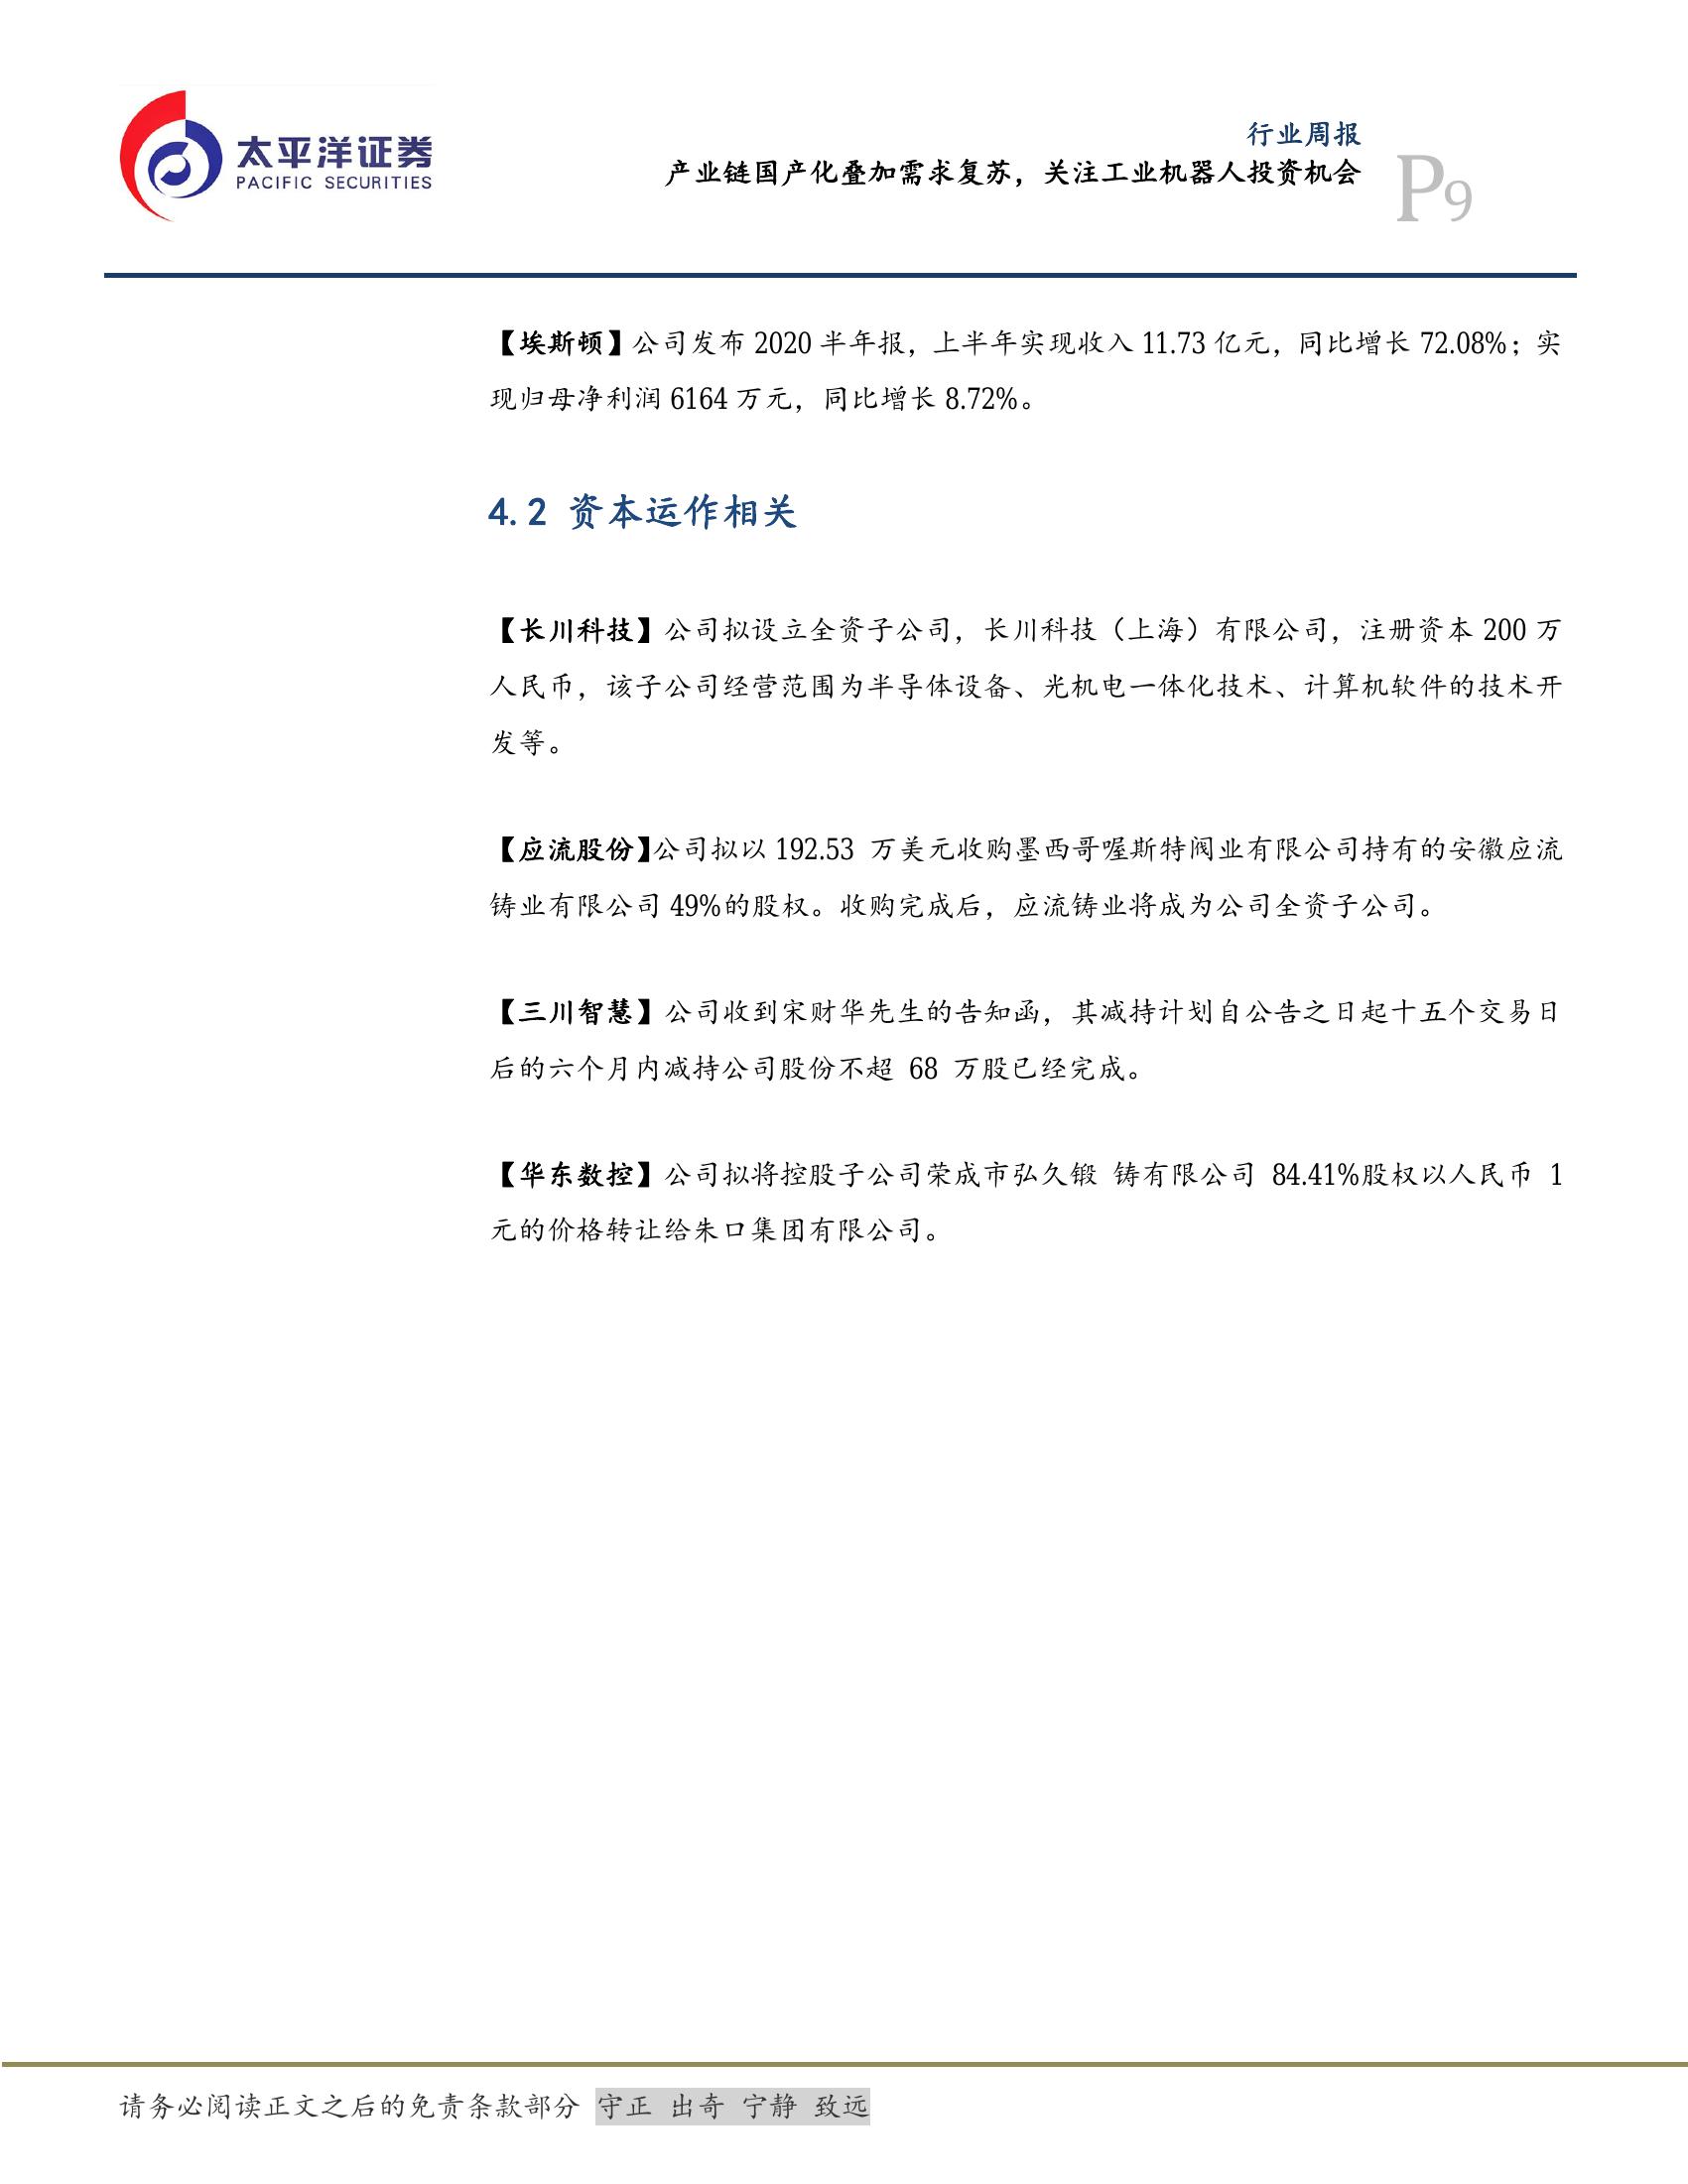 太平洋证券
PACIFIC SECURITIES
行业周报
产业链国产化叠加需求复苏，关注工业机器人投资机会
P9
【埃斯顿】公司发布 2020 半年报，上半年实现收入 11.73 亿元，同比增长 72.08%；实
现归母净利润 6164 万元，同比增长 8.72%。
4.2 资本运作相关
【长川科技】公司拟设立全资子公司，长川科技（上海）有限公司，注册资本 200 万
人民币，该子公司经营范围为半导体设备、光机电一体化技术、计算机软件的技术开
发等。
【应流股份】公司拟以 192.53 万美元收购墨西哥喔斯特阀业有限公司持有的安徽应流
铸业有限公司 49%的股权。收购完成后，应流铸业将成为公司全资子公司。
【三川智慧】公司收到宋财华先生的告知函，其减持计划自公告之日起十五个交易日
后的六个月内减持公司股份不超 68 万股已经完成。
【华东数控】公司拟将控股子公司荣成市弘久锻 铸有限公司 84.41%股权以人民币 1
元的价格转让给朱口集团有限公司。
请务必阅读正文之后的免责条款部分 守正 出奇 宁静 致远